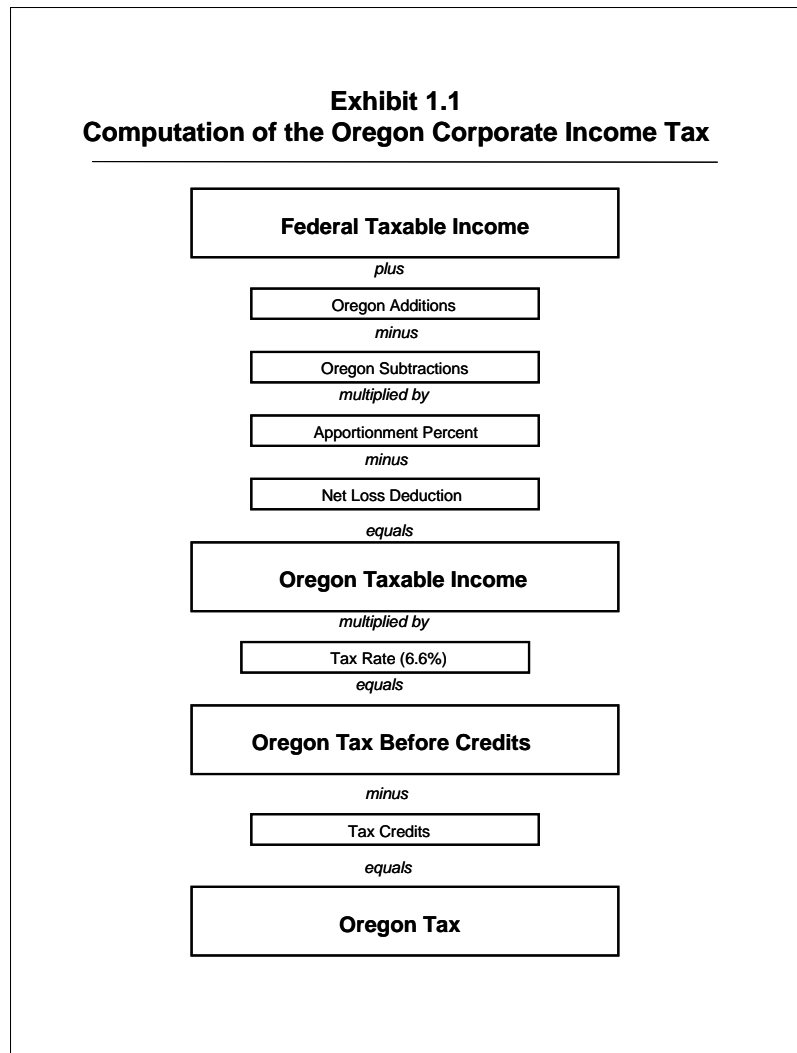 Exhibit 1.1
Computation of the Oregon Corporate Income Tax
Federal Taxable Income
plus
Oregon Additions
minus
Oregon Subtractions
multiplied by
Apportionment Percent
minus
Net Loss Deduction
equals
Oregon Taxable Income
multiplied by
Tax Rate (6.6%)
equals
Oregon Tax Before Credits
minus
Tax Credits
equals
Oregon Tax